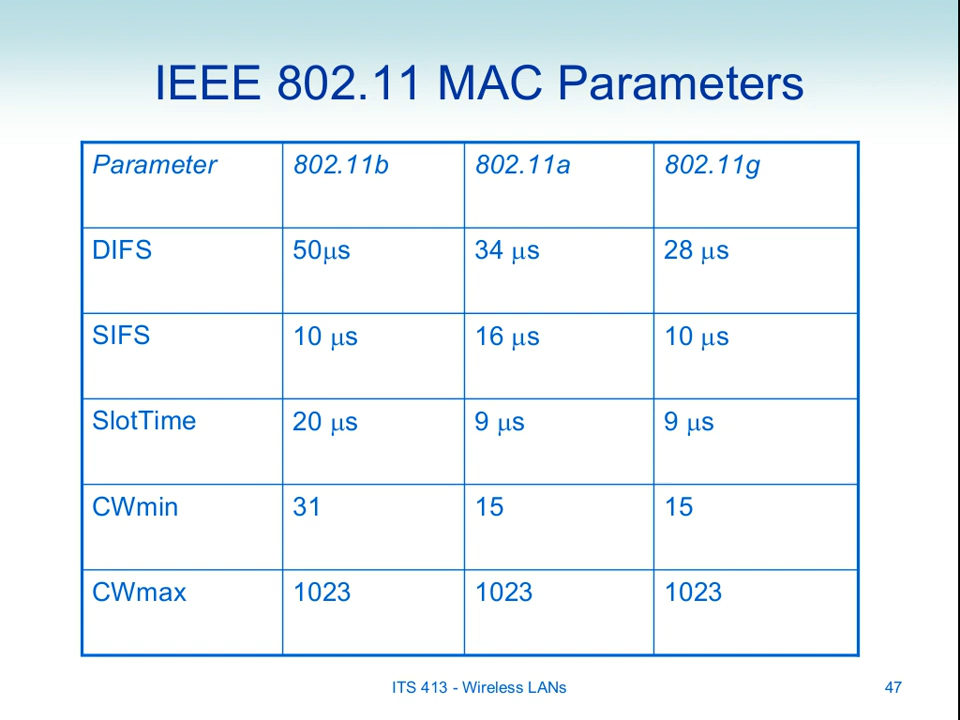 IEEE 802.11 MAC Parameters
Parameter 802.11b 802.11a 802.11g
DIFS 50μs 34 μs 28 μs
SIFS 10 μs 16 μs 10 μs
SlotTime 20 μs 9 μs 9 μs
CWmin 31 15 15
CWmax 1023 1023 1023
ITS 413 - Wireless LANs 47